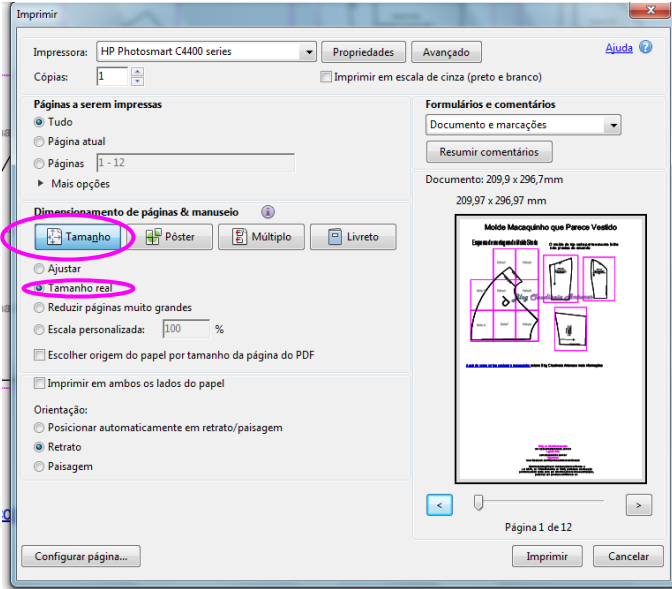 Imprimir
Impressora: HP Photosmart C4400 series Propriedades Avançado Ajuda
Cópias: 1 Imprimir em escala de cinza (preto e branco)
Páginas a serem impressas
Tudo
Página atual
Páginas 1 - 12
Mais opções
Formulários e comentários
Documento e marcações
Resumir comentários
Documento: 209,9 x 296,7mm
209,97 x 296,97 mm
Dimensionamento de páginas & manuseio
Tamanho Pôster Múltiplo Livreto
Ajustar
Tamanho real
Reduzir páginas muito grandes
Escala personalizada: 100 %
Escolher origem do papel por tamanho da página do PDF
Imprimir em ambos os lados do papel
Orientação:
Posicionar automaticamente em retrato/paisagem
Retrato
Paisagem
Molde Macaquinho que Parece Vestido
< >
Página 1 de 12
Configurar página... Imprimir Cancelar